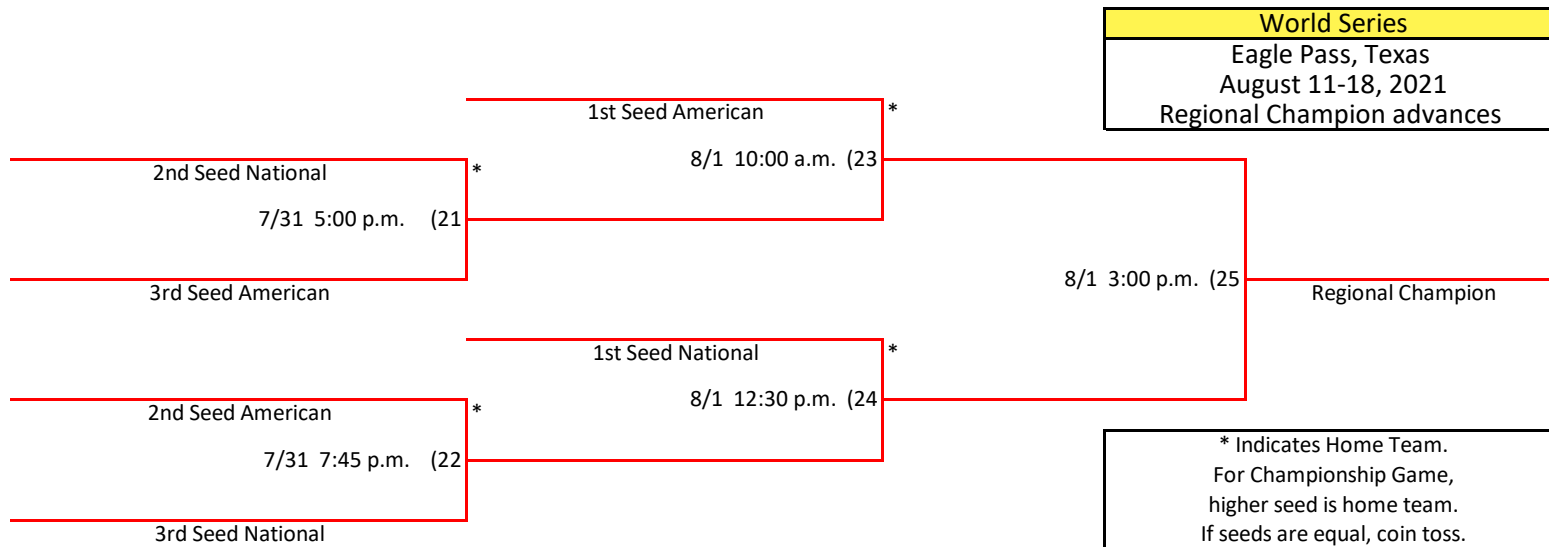 World Series
Eagle Pass, Texas
August 11-18, 2021
Regional Champion advances
1st Seed American
*
8/1 10:00 a.m. (23
2nd Seed National
*
7/31 5:00 p.m. (21
3rd Seed American
8/1 3:00 p.m. (25
Regional Champion
1st Seed National
*
8/1 12:30 p.m. (24
2nd Seed American
*
7/31 7:45 p.m. (22
3rd Seed National
* Indicates Home Team.
For Championship Game,
higher seed is home team.
If seeds are equal, coin toss.